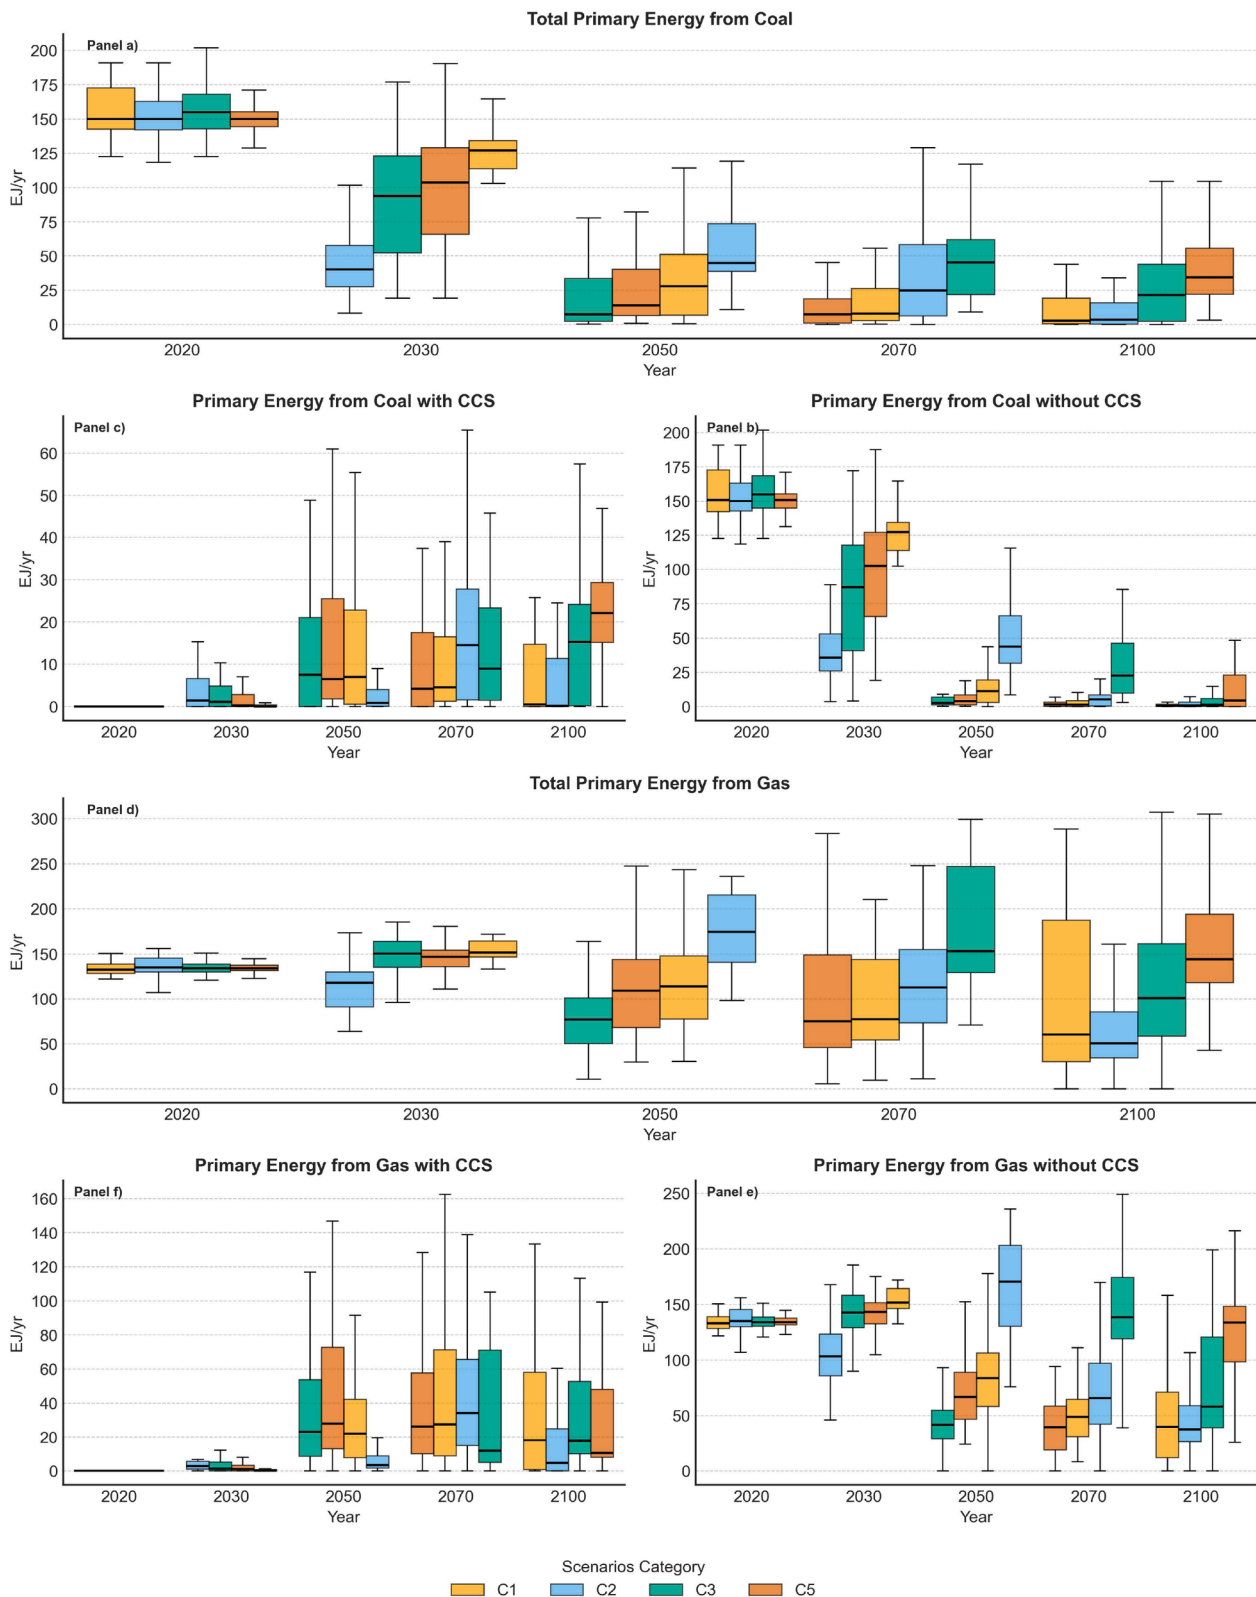 Total Primary Energy from Coal
Panel a)
200
175
150
125
100
75
50
25
0
EJ/yr
2020 2030 2050 2070 2100
Year
Primary Energy from Coal with CCS
Panel c)
60
50
40
30
20
10
0
EJ/yr
2020 2030 2050 2070 2100
Year
Primary Energy from Coal without CCS
Panel b)
200
175
150
125
100
75
50
25
0
EJ/yr
2020 2030 2050 2070 2100
Year
Total Primary Energy from Gas
Panel d)
300
250
200
150
100
50
0
EJ/yr
2020 2030 2050 2070 2100
Year
Primary Energy from Gas with CCS
Panel f)
160
140
120
100
80
60
40
20
0
EJ/yr
2020 2030 2050 2070 2100
Year
Primary Energy from Gas without CCS
Panel e)
250
200
150
100
50
0
EJ/yr
2020 2030 2050 2070 2100
Year
Scenarios Category
C1 C2 C3 C5